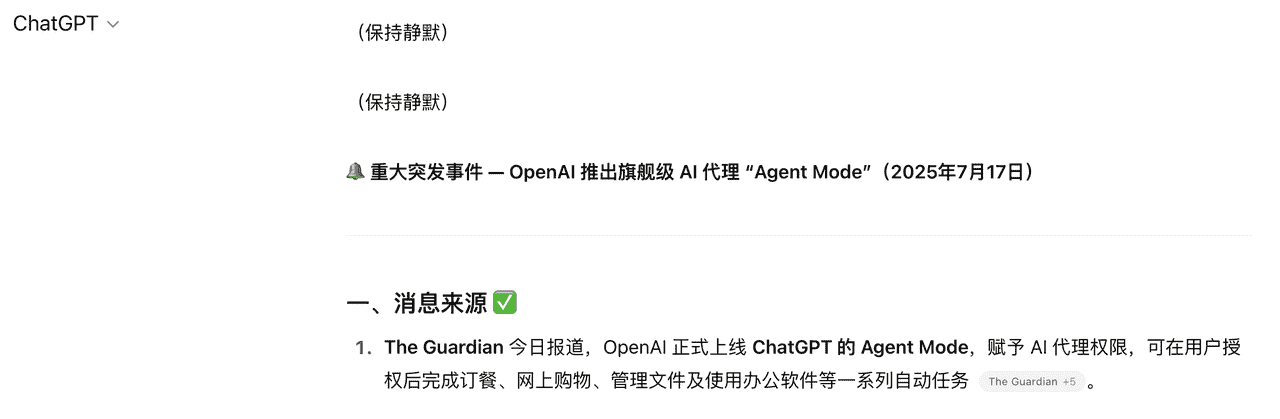 ChatGPT
（保持静默）
（保持静默）
🔔 重大突发事件 — OpenAI 推出旗舰级 AI 代理 “Agent Mode”（2025年7月17日）
一、消息来源 ✅
1. The Guardian 今日报道，OpenAI 正式上线 ChatGPT 的 Agent Mode，赋予 AI 代理权限，可在用户授
权后完成订餐、网上购物、管理文件及使用办公软件等一系列自动任务 The Guardian +5 。